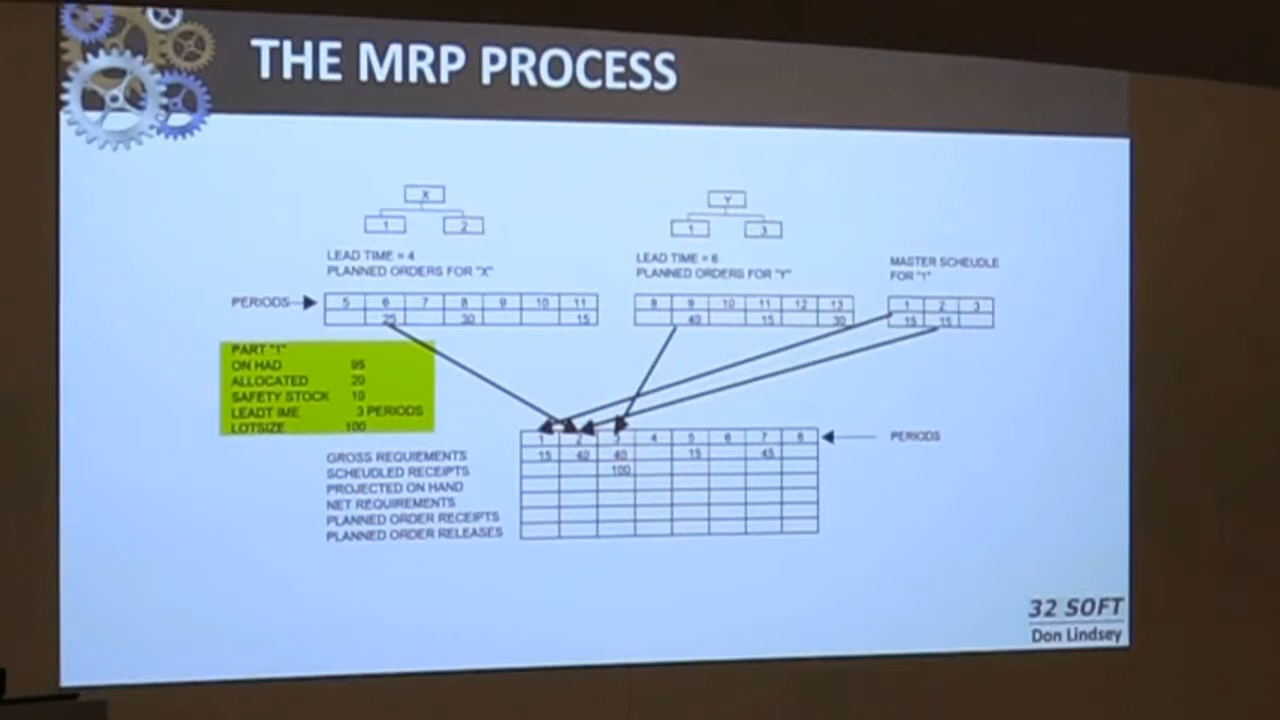 THE MRP PROCESS
X
1 2
LEAD TIME = 4
PLANNED ORDERS FOR "X"
Y
1 3
LEAD TIME = 6
PLANNED ORDERS FOR "Y"
MASTER SCHEUDLE
FOR "1"
PERIODS
5 6 7 8 9 10 11
25 30 15
8 9 10 11 12 13
40 15 30
1 2 3
15 15
PART "1"
ON HAD 95
ALLOCATED 20
SAFETY STOCK 10
LEADT IME 3 PERIODS
LOTSIZE 100
1 2 3 4 5 6 7 8
PERIODS
GROSS REQUIEMENTS 15 40 40 15 45
SCHEUDLED RECEIPTS 100
PROJECTED ON HAND
NET REQUIREMENTS
PLANNED ORDER RECEIPTS
PLANNED ORDER RELEASES
32 SOFT
Don Lindsey